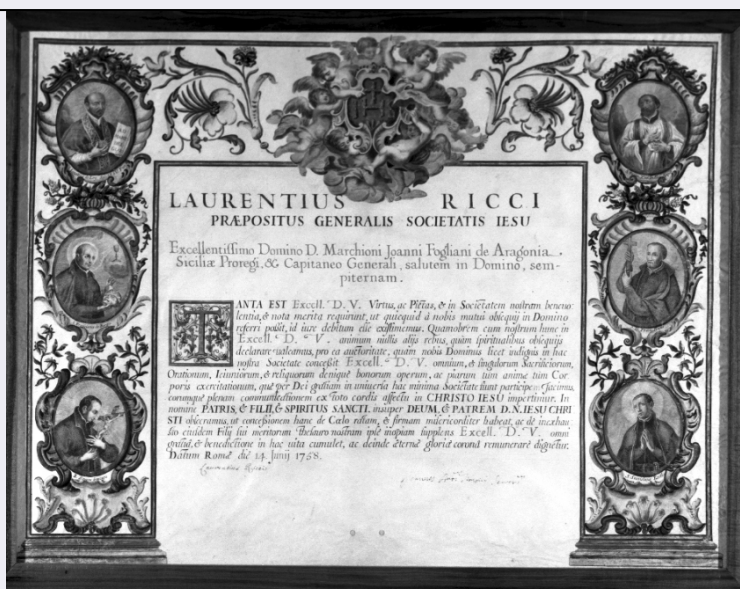 LAURENTIUS RICCI
PRÆPOSITUS GENERALIS SOCIETATIS IESU
Excellentiſſimo Domino D. Marchioni Joanni Fogliani de Aragonia.
Siciliæ Proregi, & Capitaneo Generali, salutem in Domino, sem-
piternam.
TANTA EST Excell. D. V. Virtus, ac Pietas, & in Societatem noſtram benevo
lentia, & nota merita requirunt, ut quicquid à nobis mutui obsequij in Domino
referri poſsit, id iure debitum eſſe exiſtimemus. Quamobrem cum noſtrum hunc in
Excell. D. V. animum nullis alijs rebus, quàm ſpiritualibus obsequijs
declarare valeamus, pro ea auctoritate, quàm nobis Dominus licet indignis in hac
noſtra Societate conceſsit Excell. D. V. omnium, & ſingulorum Sacrificiorum,
Orationum, Ieiuniorum, & reliquorum denique bonorum operum, ac piarum tum animæ tum Cor
poris exercitationum, quæ per Dei gratiam in universa hac minima Societate fiunt participem facimus,
eorumque plenam communicationem ex toto cordis affectu in CHRISTO IESU impertimur. In
nomine PATRIS, & FILII, & SPIRITUS SANCTI, insuper DEUM, & PATREM D.N. IESU CHRI
STI obsecramus, ut conceſsionem hanc de Cœlo ratam, & firmam misericorditer habeat, ac de inexhau
sto eiusdem Filij sui meritorum Thesauro noſtram ipse inopiam supplens Excell. D. V. omni
gratiâ, & benedictione in hac vita cumulet, ac deinde æternæ gloriæ coronâ remunerare dignetur.
Datum Romæ die 24. Junij 1758.
Laurentius Riccius